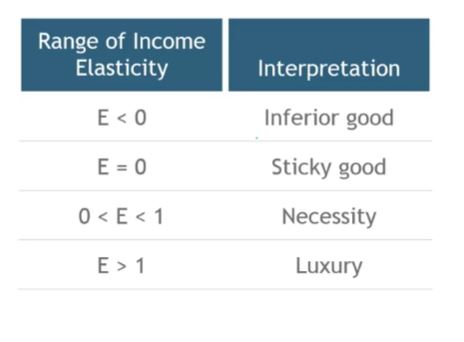 Range of Income
Elasticity
Interpretation
E < 0
Inferior good
E = 0
Sticky good
0 < E < 1
Necessity
E > 1
Luxury